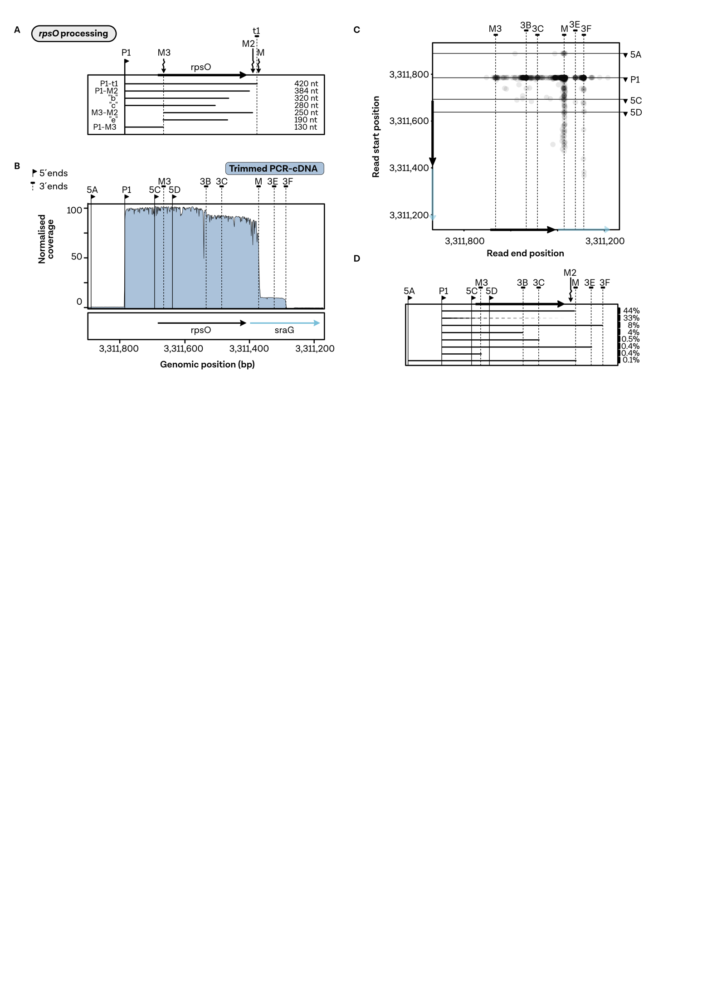 A
rpsO processing
t1
M2
P1
M3
M
rpsO
P1-t1 420 nt
P1-M2 384 nt
"b" 320 nt
"c" 280 nt
M3-M2 250 nt
"e" 190 nt
P1-M3 130 nt
B
Trimmed PCR-cDNA
5′ends
3′ends
M3 3B 3C M 3E 3F
5A P1 5C 5D
Normalised
coverage
100
50
0
rpsO
sraG
3,311,800 3,311,600 3,311,400 3,311,200
Genomic position (bp)
C
M3 3B 3C M 3E 3F
5A
P1
5C
5D
Read start position
3,311,800
3,311,600
3,311,400
3,311,200
3,311,800 3,311,200
Read end position
D
M2
M3 3B 3C M 3E 3F
5A P1 5C 5D
44%
33%
8%
4%
0.5%
0.4%
0.4%
0.1%